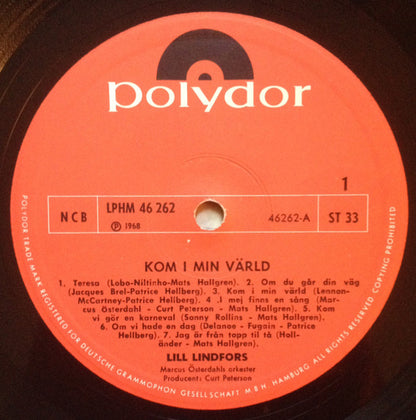 polydor
1
NCB
LPHM 46 262
℗ 1968
46262-A
ST 33
KOM I MIN VÄRLD
1. Teresa (Lobo-Niltinho-Mats Hallgren). 2. Om du går din väg
(Jacques Brel-Patrice Hellberg). 3. Kom i min värld (Lennon-
McCartney-Patrice Hellberg). 4 .I mej finns en sång (Mar-
cus Österdahl - Curt Peterson - Mats Hallgren). 5. Kom
vi gör en karneval (Sonny Rollins - Mats Hallgren).
6. Om vi hade en dag (Delanoe - Fugain - Patrice
Hellberg). 7. Jag är från topp til tå (Holl-
änder - Mats Hallgren).
LILL LINDFORS
Marcus Österdahls orkester
Producent: Curt Peterson
POLYDOR TRADE MARK REGISTERED FOR DEUTSCHE GRAMMOPHON GESELLSCHAFT M·B·H. HAMBURG ALL RIGHTS RESERVED COPYING PROHIBITED